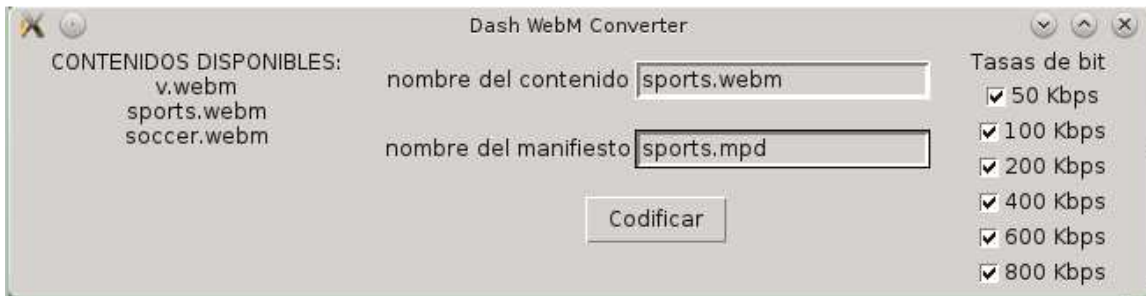 Dash WebM Converter
CONTENIDOS DISPONIBLES:
v.webm
sports.webm
soccer.webm
nombre del contenido sports.webm
nombre del manifiesto sports.mpd
Codificar
Tasas de bit
50 Kbps
100 Kbps
200 Kbps
400 Kbps
600 Kbps
800 Kbps